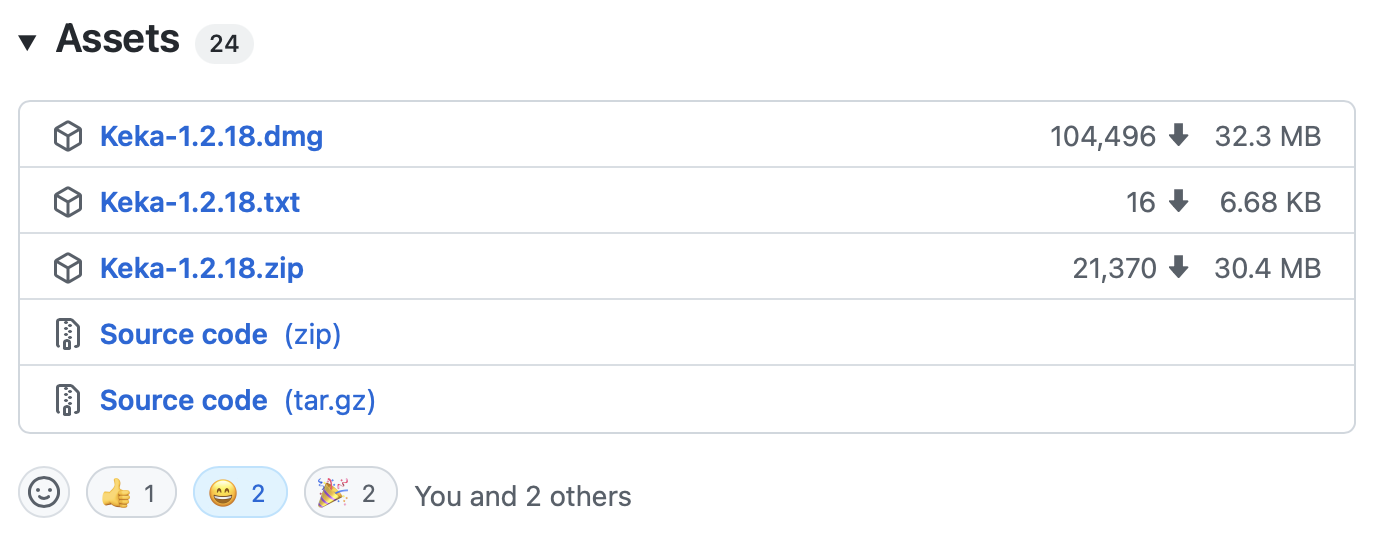 Assets 24
Keka-1.2.18.dmg 104,496 32.3 MB
Keka-1.2.18.txt 16 6.68 KB
Keka-1.2.18.zip 21,370 30.4 MB
Source code (zip)
Source code (tar.gz)
1 2 2 You and 2 others